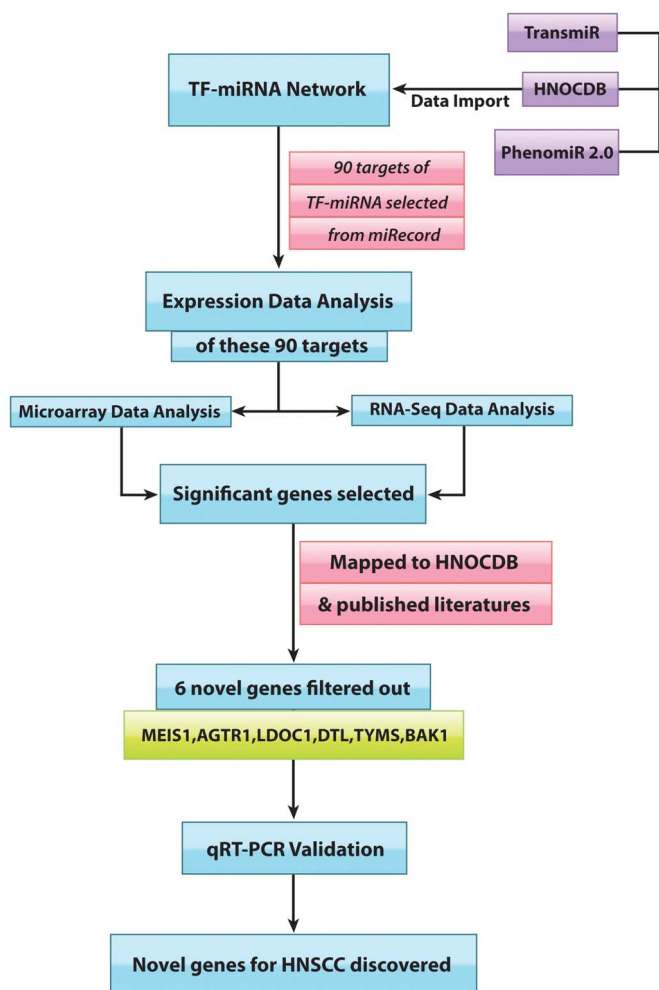 TransmiR
TF-miRNA Network
Data Import
HNOCDB
PhenomiR 2.0
90 targets of
TF-miRNA selected
from miRecord
Expression Data Analysis
of these 90 targets
Microarray Data Analysis
RNA-Seq Data Analysis
Significant genes selected
Mapped to HNOCDB
& published literatures
6 novel genes filtered out
MEIS1,AGTR1,LDOC1,DTL,TYMS,BAK1
qRT-PCR Validation
Novel genes for HNSCC discovered